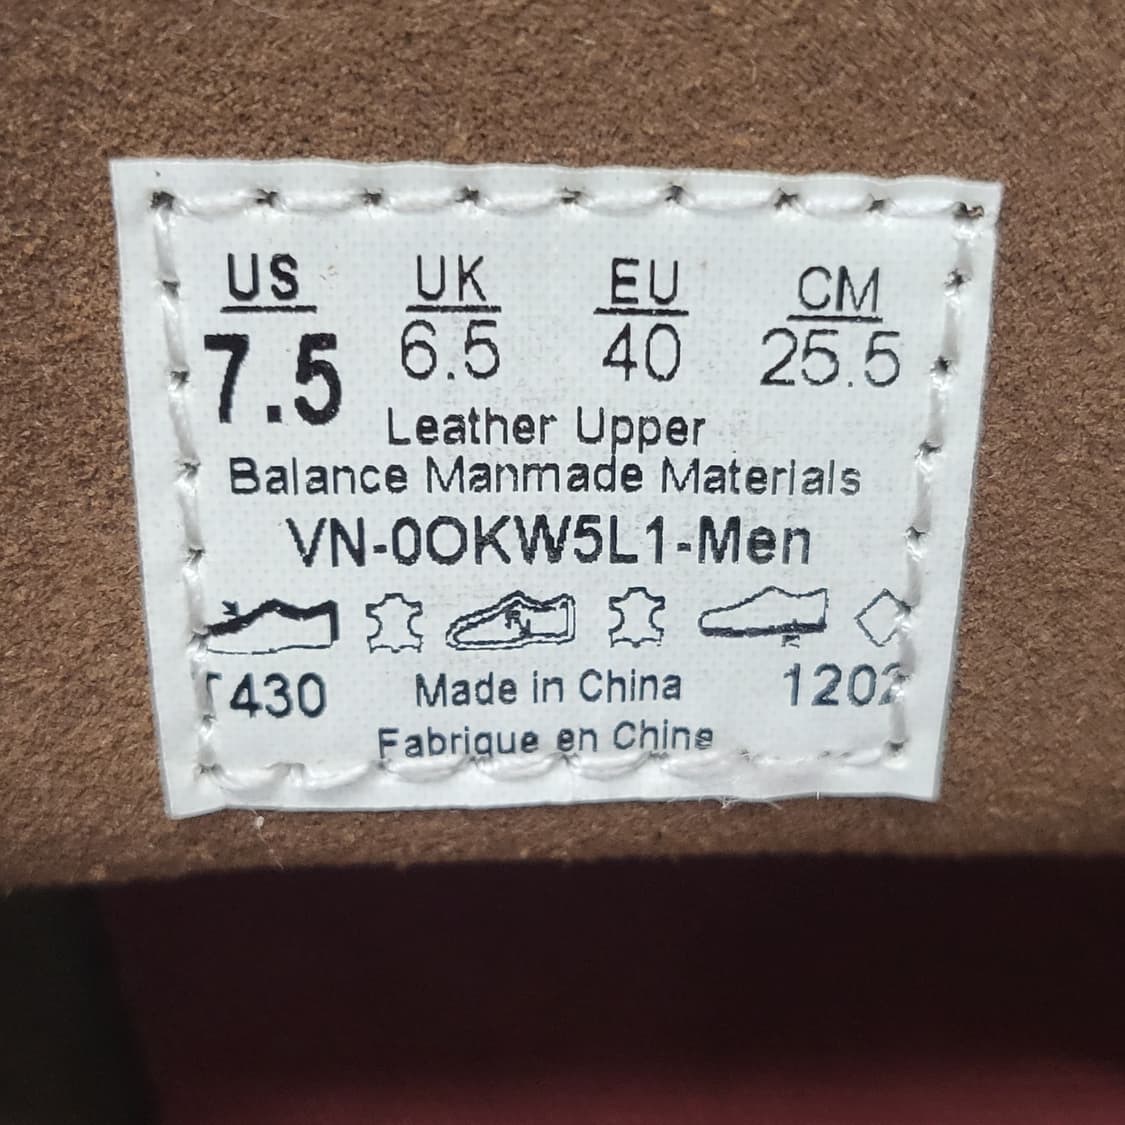 US UK EU CM
7.5 6.5 40 25.5
Leather Upper
Balance Manmade Materials
VN-0OKW5L1-Men
430 Made in China 1202
Fabrique en Chine